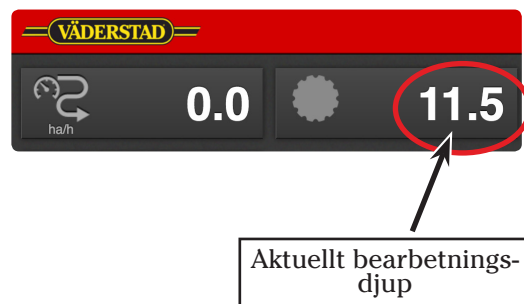 VÄDERSTAD
ha/h
0.0
11.5
Aktuellt bearbetnings-
djup